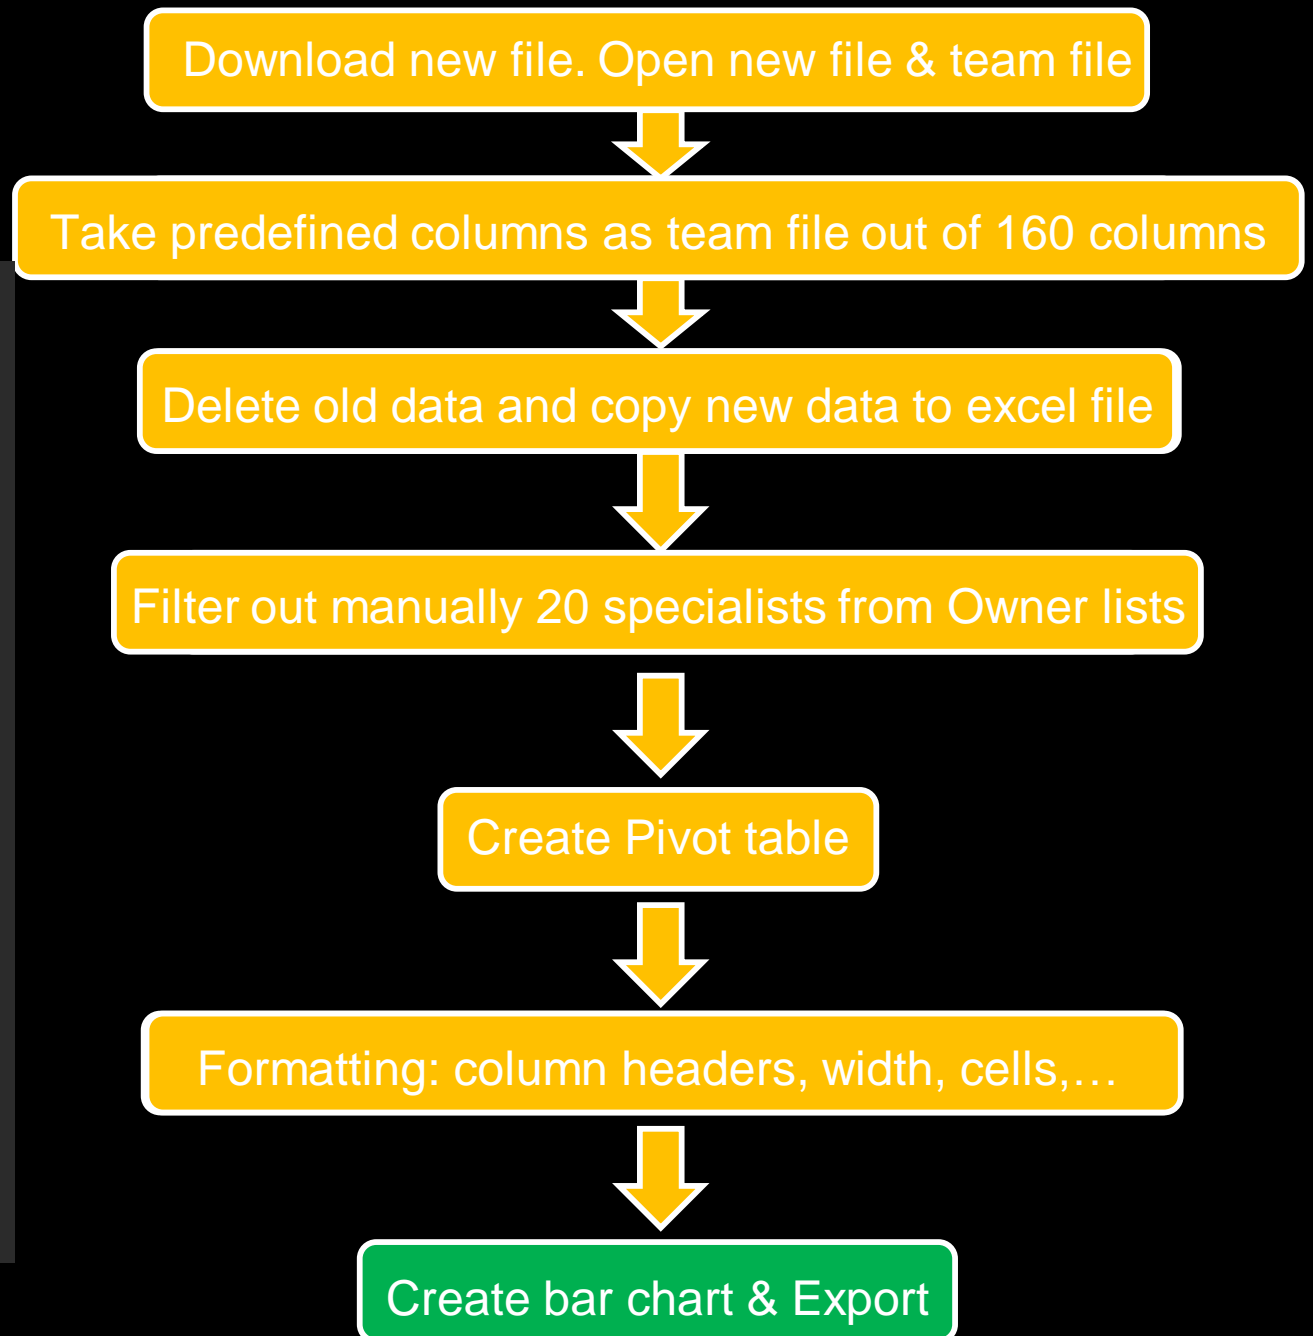 Download new file. Open new file & team file
Take predefined columns as team file out of 160 columns
Delete old data and copy new data to excel file
Filter out manually 20 specialists from Owner lists
Create Pivot table
Formatting: column headers, width, cells,…
Create bar chart & Export